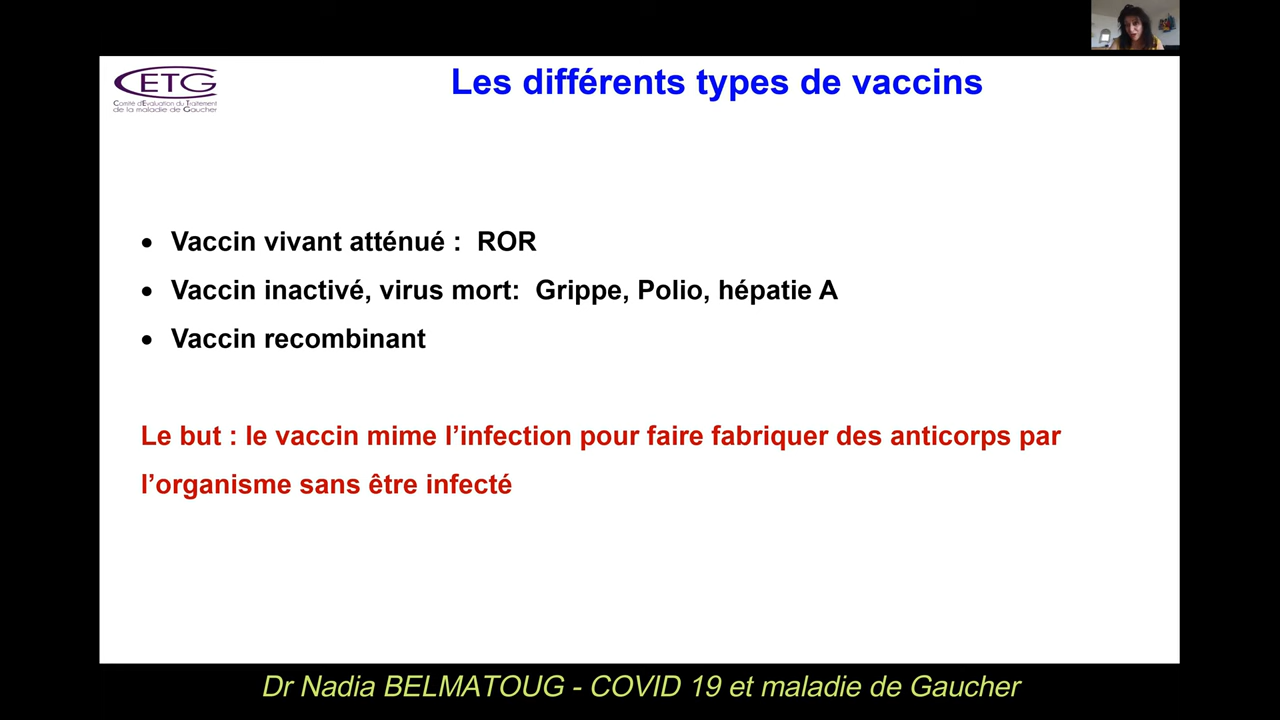 CETG
Comité d'Evaluation du Traitement
de la maladie de Gaucher
Les différents types de vaccins
• Vaccin vivant atténué : ROR
• Vaccin inactivé, virus mort: Grippe, Polio, hépatie A
• Vaccin recombinant
Le but : le vaccin mime l’infection pour faire fabriquer des anticorps par
l’organisme sans être infecté
Dr Nadia BELMATOUG - COVID 19 et maladie de Gaucher